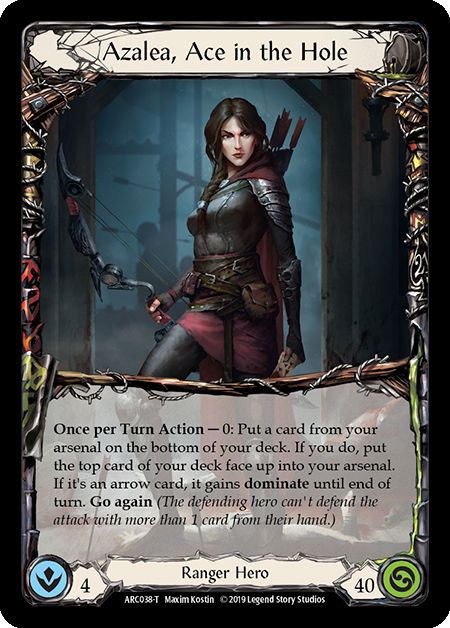 Azalea, Ace in the Hole
Once per Turn Action — 0: Put a card from your
arsenal on the bottom of your deck. If you do, put
the top card of your deck face up into your arsenal.
If it's an arrow card, it gains dominate until end of
turn. Go again (The defending hero can't defend the
attack with more than 1 card from their hand.)
4
Ranger Hero
40
ARC038-T Maxim Kostin © 2019 Legend Story Studios